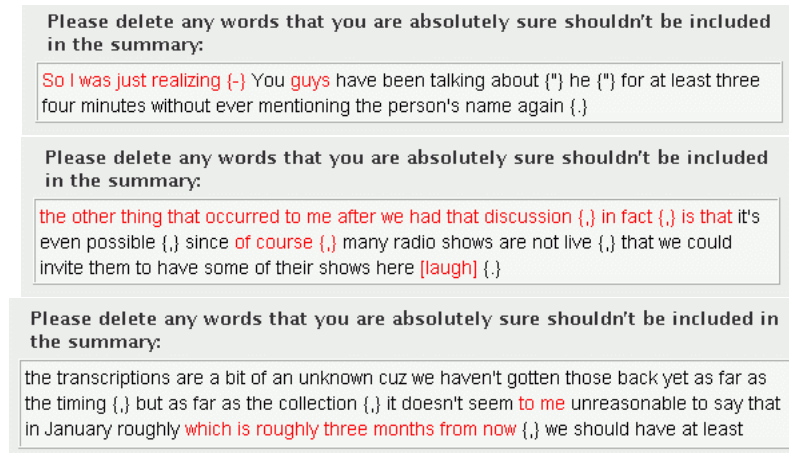 Please delete any words that you are absolutely sure shouldn't be included
in the summary:
So I was just realizing {-} You guys have been talking about {"} he {"} for at least three
four minutes without ever mentioning the person's name again {.}
Please delete any words that you are absolutely sure shouldn't be included
in the summary:
the other thing that occurred to me after we had that discussion {,} in fact {,} is that it's
even possible {,} since of course {,} many radio shows are not live {,} that we could
invite them to have some of their shows here [laugh] {.}
Please delete any words that you are absolutely sure shouldn't be included in
the summary:
the transcriptions are a bit of an unknown cuz we haven't gotten those back yet as far as
the timing {,} but as far as the collection {,} it doesn't seem to me unreasonable to say that
in January roughly which is roughly three months from now {,} we should have at least